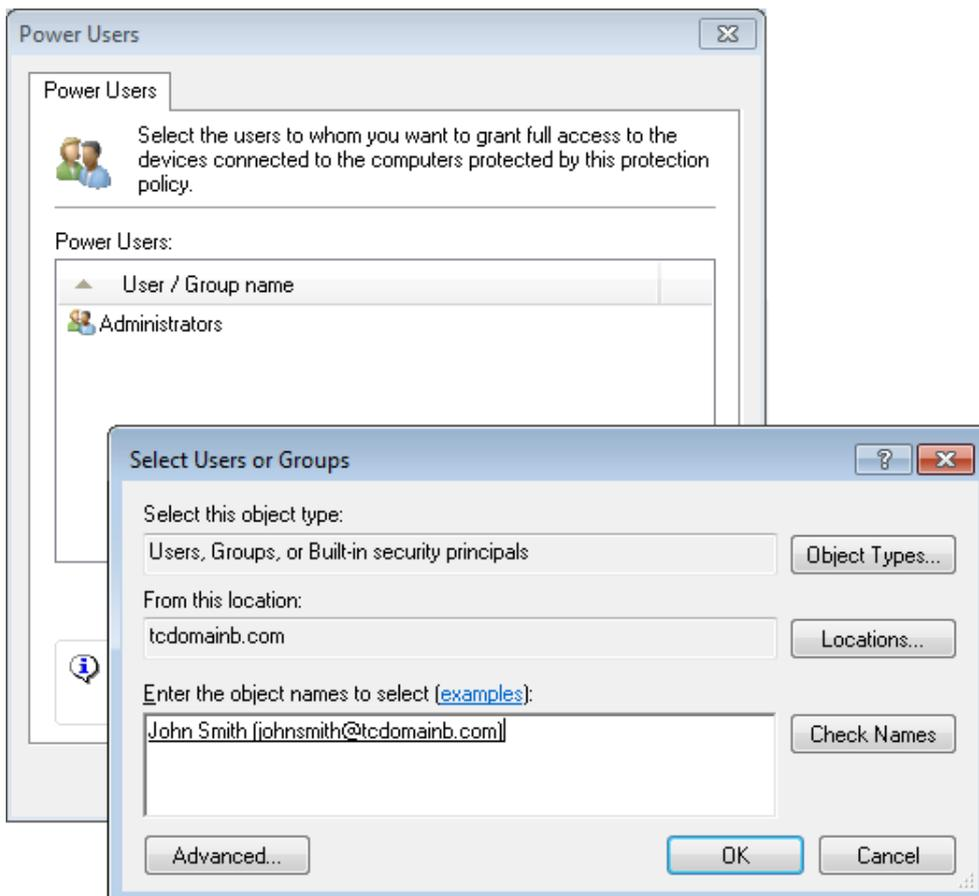 Power Users
Power Users
Select the users to whom you want to grant full access to the
devices connected to the computers protected by this protection
policy.
Power Users:
User / Group name
Administrators
Select Users or Groups
Select this object type:
Users, Groups, or Built-in security principals
Object Types...
From this location:
tcdomainb.com
Locations...
Enter the object names to select (examples):
John Smith (johnsmith@tcdomainb.com)
Check Names
Advanced...
OK
Cancel